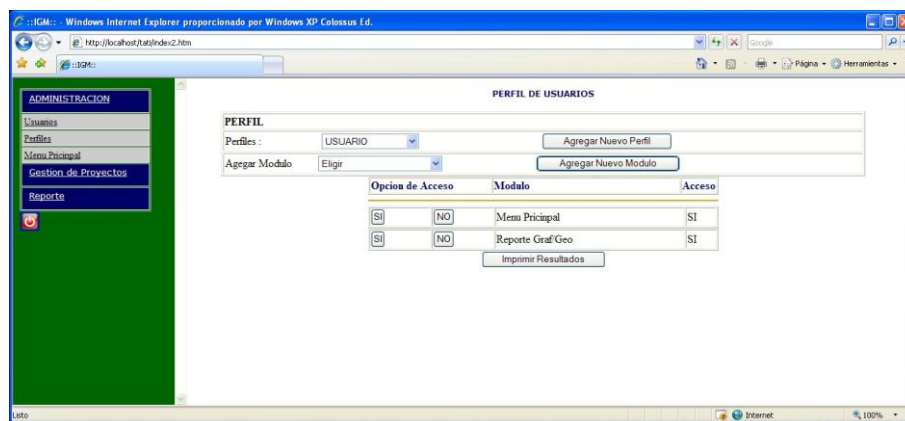 ::IGM:: - Windows Internet Explorer proporcionado por Windows XP Colossus Ed.
http://localhost/tati/index2.htm
Google
::IGM::
Página
Herramientas
ADMINISTRACION
Usuarios
Perfiles
Menu Pricinpal
Gestion de Proyectos
Reporte
PERFIL DE USUARIOS
PERFIL
Perfiles : USUARIO Agregar Nuevo Perfil
Agegar Modulo Eligir Agregar Nuevo Modulo
Opcion de Acceso Modulo Acceso
SI NO Menu Pricinpal SI
SI NO Reporte Graf/Geo SI
Imprimir Resultados
Listo Internet 100%